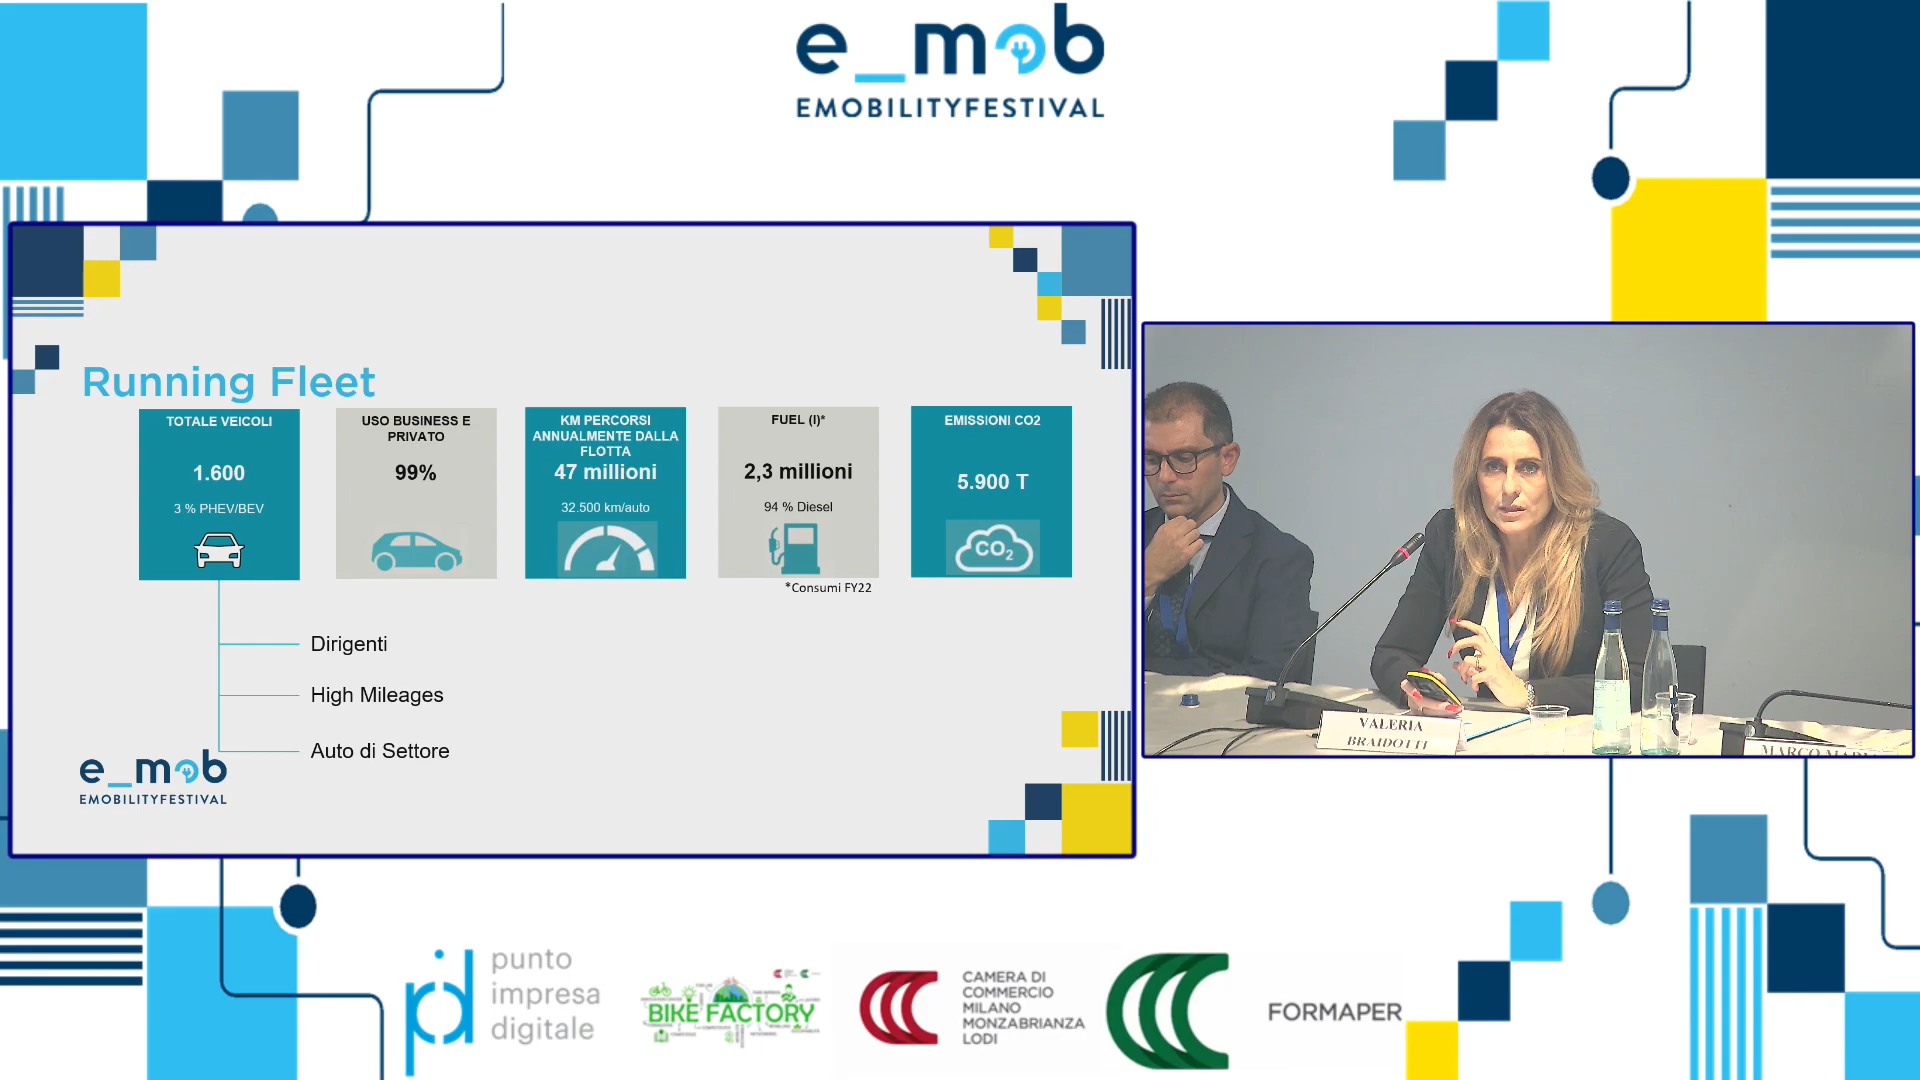 e_mob
EMOBILITYFESTIVAL
Running Fleet
TOTALE VEICOLI
1.600
3 % PHEV/BEV
USO BUSINESS E
PRIVATO
99%
KM PERCORSI
ANNUALMENTE DALLA
FLOTTA
47 millioni
32.500 km/auto
FUEL (l)*
2,3 millioni
94 % Diesel
*Consumi FY22
EMISSIONI CO2
5.900 T
CO2
Dirigenti
High Mileages
Auto di Settore
e_mob
EMOBILITYFESTIVAL
VALERIA
BRAIDOTTI
MARCO
pid
punto
impresa
digitale
BIKE FACTORY
CAMERA DI
COMMERCIO
MILANO
MONZABRIANZA
LODI
FORMAPER